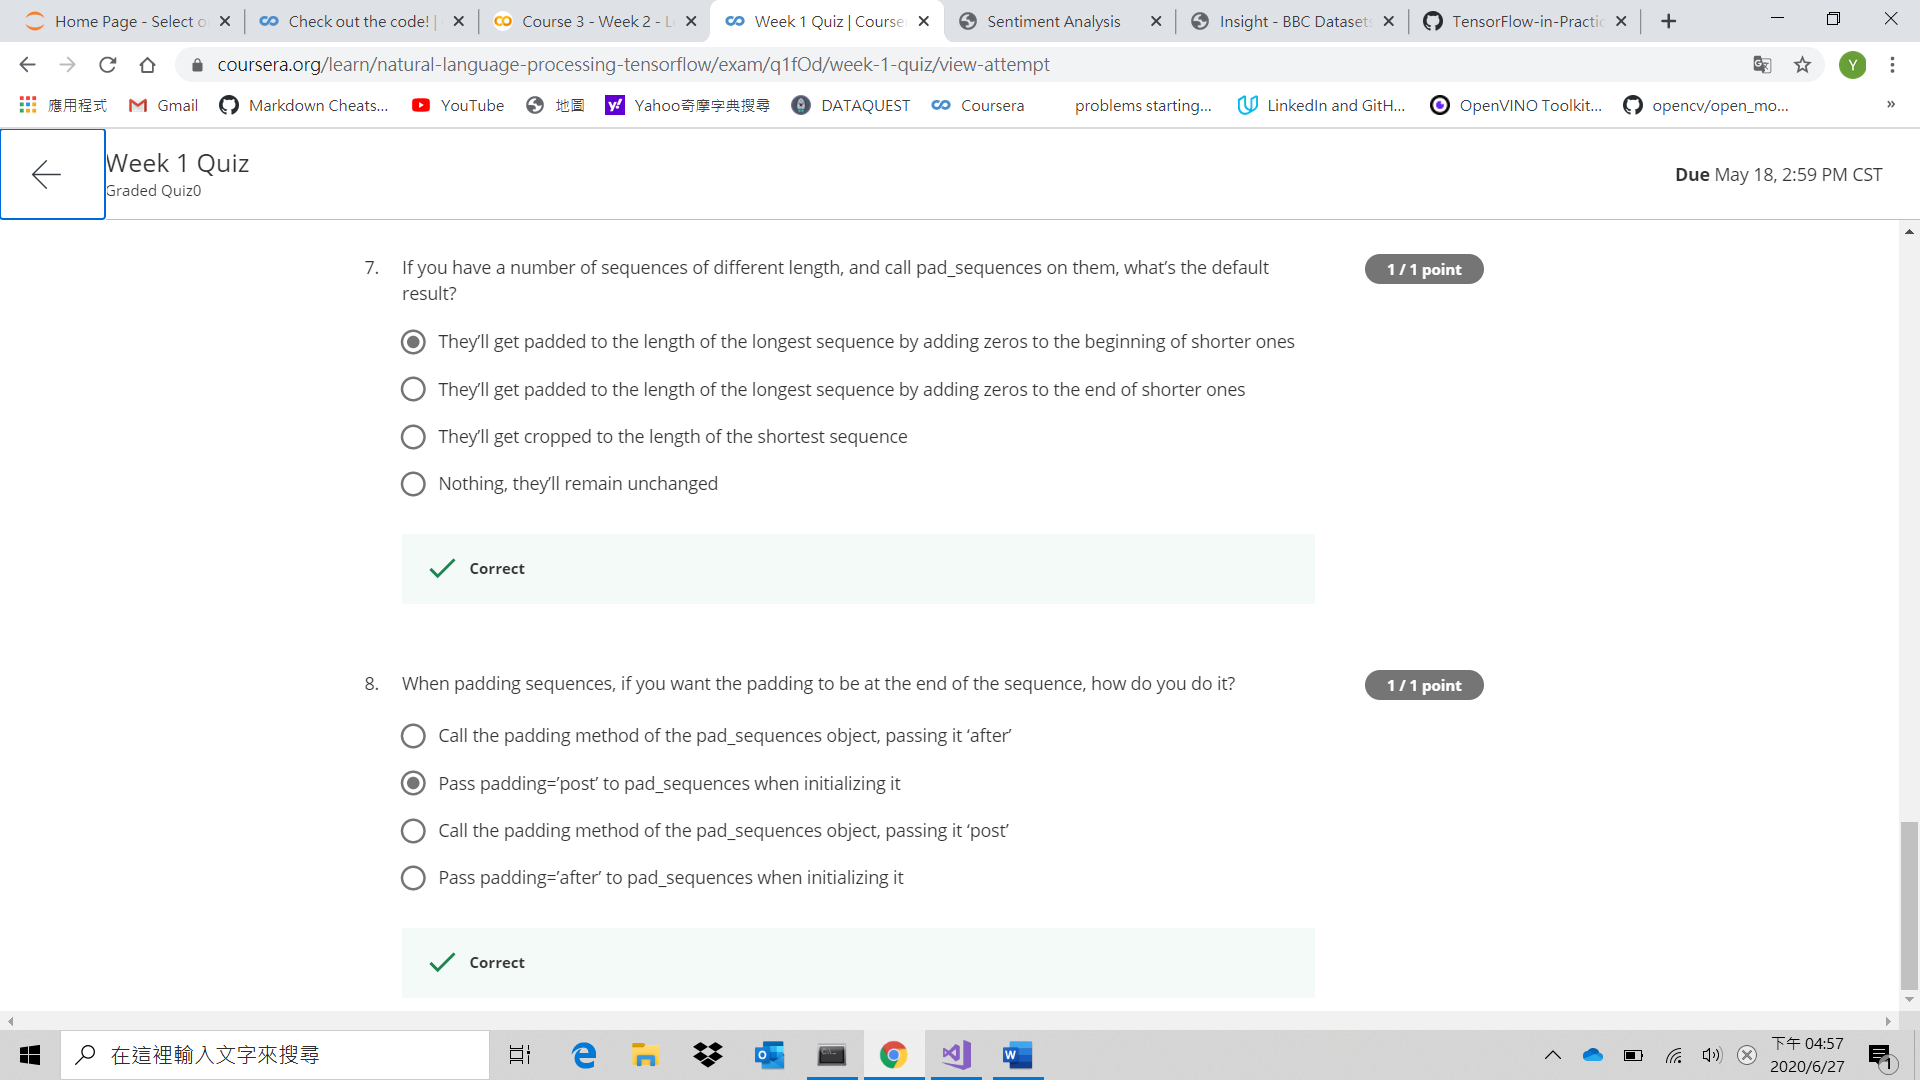 Home Page - Select o
Check out the code! |
Course 3 - Week 2 - L
Week 1 Quiz | Course
Sentiment Analysis
Insight - BBC Dataset
TensorFlow-in-Practic
coursera.org/learn/natural-language-processing-tensorflow/exam/q1fOd/week-1-quiz/view-attempt
Y
應用程式
Gmail
Markdown Cheats...
YouTube
地圖
Yahoo奇摩字典搜尋
DATAQUEST
Coursera
problems starting...
LinkedIn and GitH...
OpenVINO Toolkit...
opencv/open_mo...
»
Week 1 Quiz
Graded Quiz0
Due May 18, 2:59 PM CST
7. If you have a number of sequences of different length, and call pad_sequences on them, what’s the default
result?
1 / 1 point
They’ll get padded to the length of the longest sequence by adding zeros to the beginning of shorter ones
They’ll get padded to the length of the longest sequence by adding zeros to the end of shorter ones
They’ll get cropped to the length of the shortest sequence
Nothing, they’ll remain unchanged
Correct
8. When padding sequences, if you want the padding to be at the end of the sequence, how do you do it?
1 / 1 point
Call the padding method of the pad_sequences object, passing it ‘after’
Pass padding=’post’ to pad_sequences when initializing it
Call the padding method of the pad_sequences object, passing it ‘post’
Pass padding=’after’ to pad_sequences when initializing it
Correct
在這裡輸入文字來搜尋
下午 04:57
2020/6/27
1